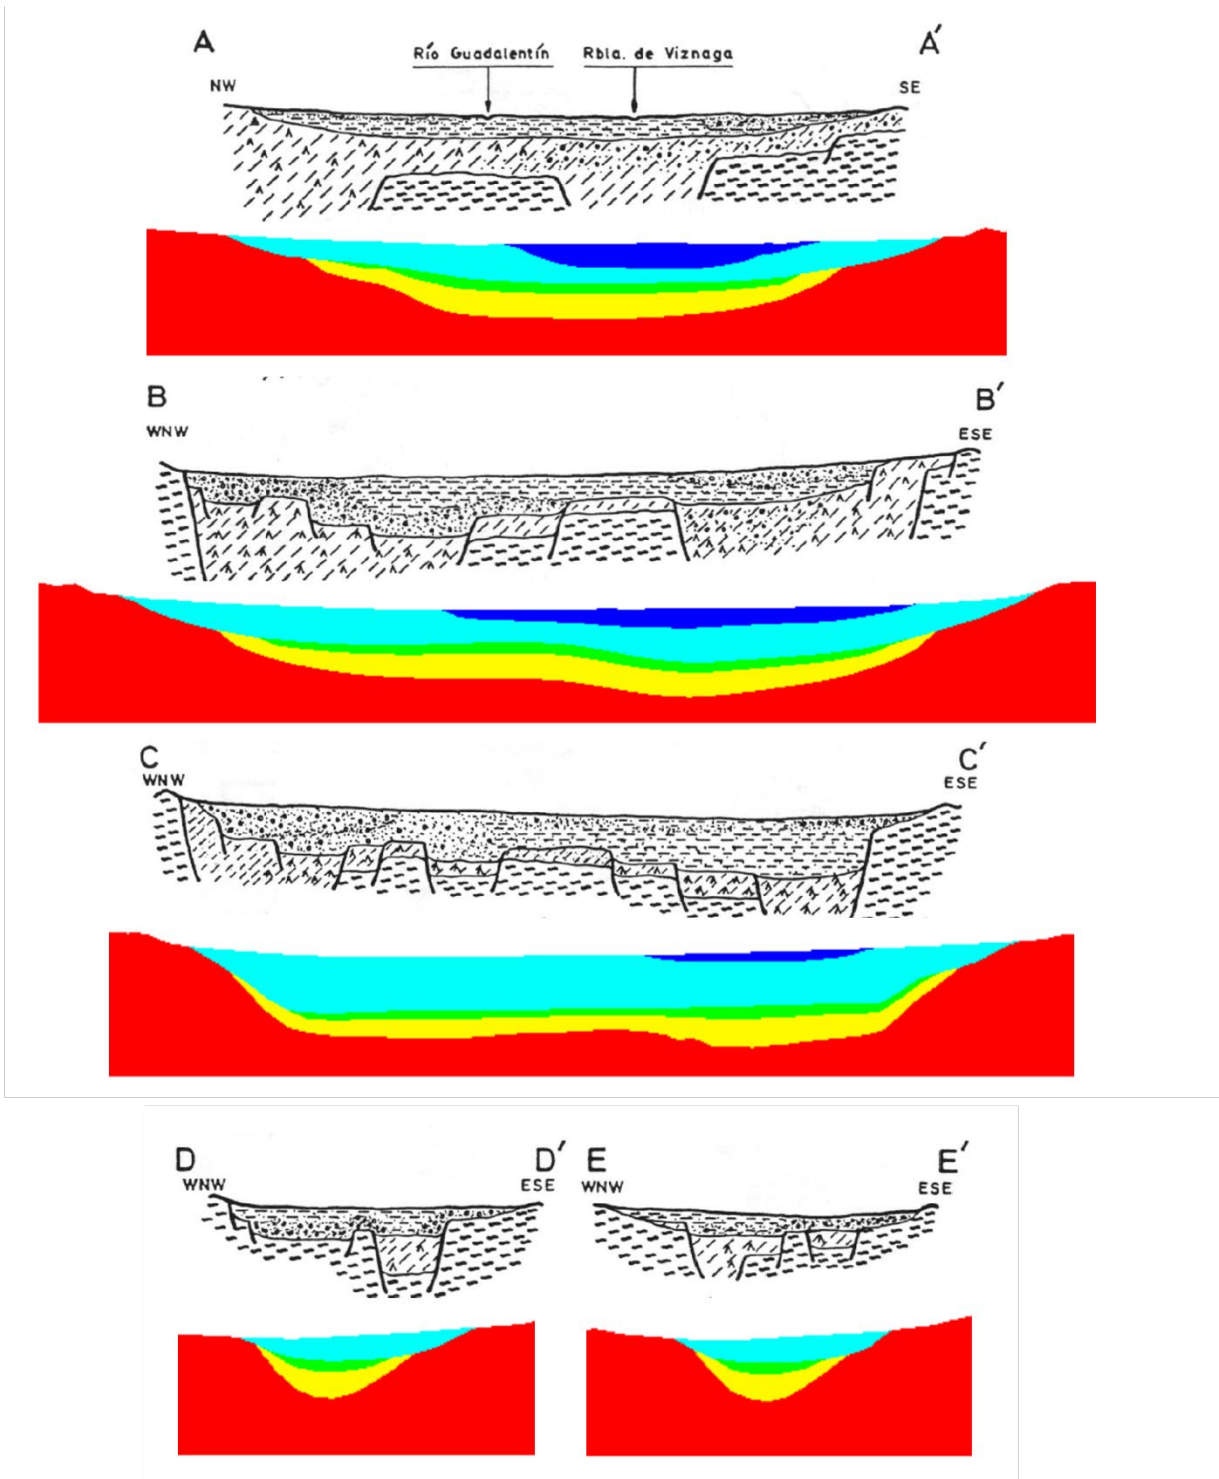 A A′
Río Guadalentín Rbla. de Viznaga
NW SE
B B′
WNW ESE
C C′
WNW ESE
D D′ E E′
WNW ESE WNW ESE